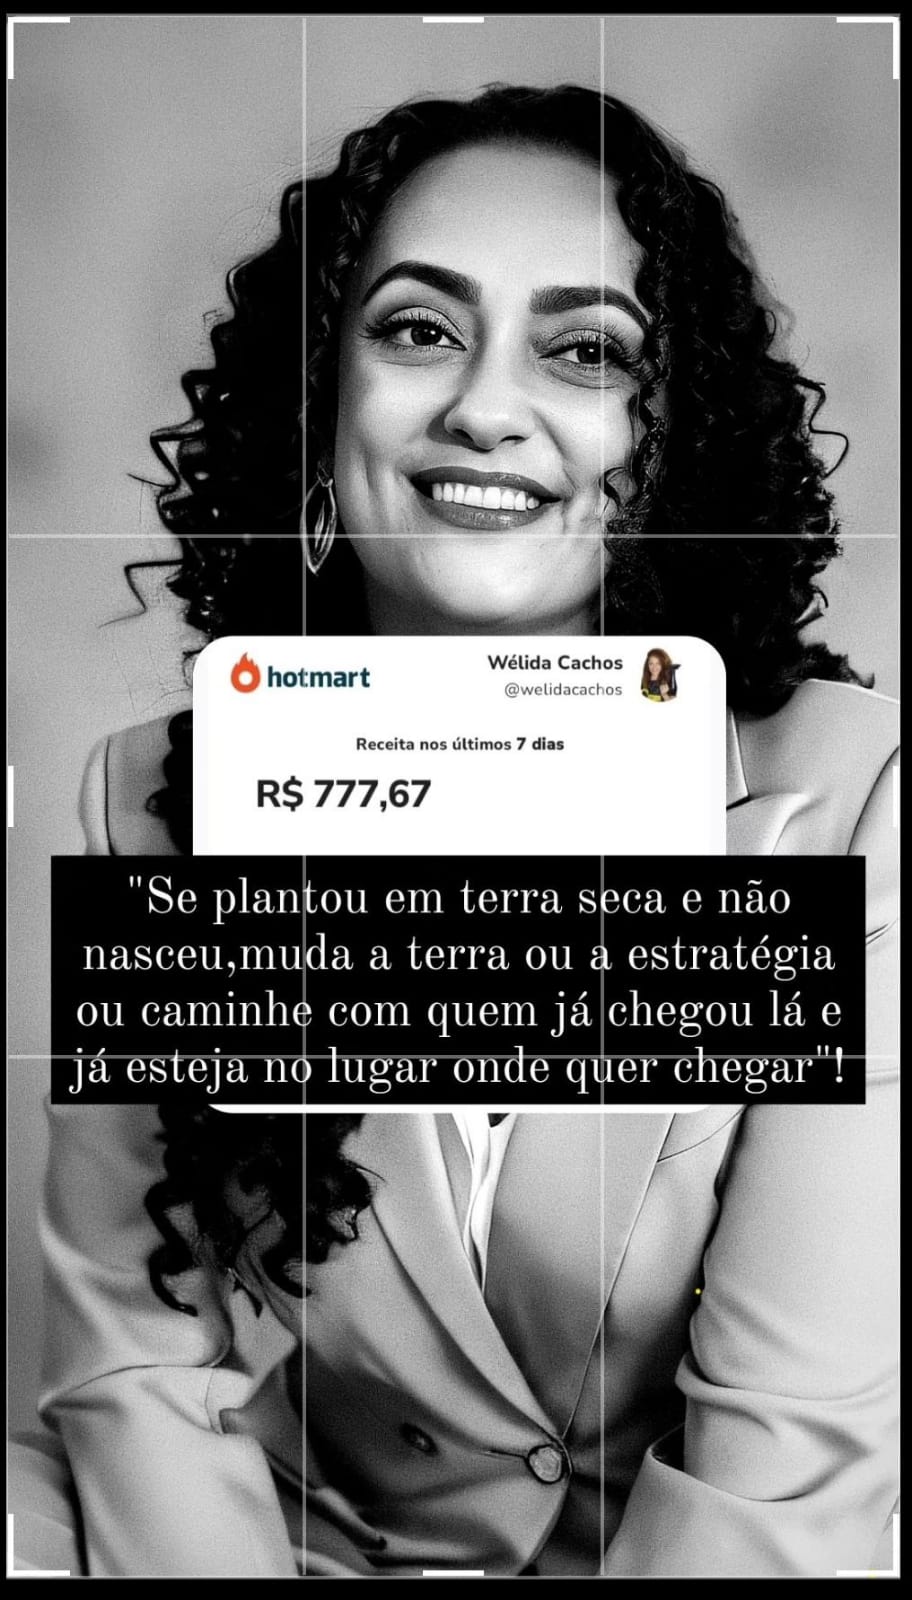 hotmart
Wélida Cachos
@welidacachos
Receita nos últimos 7 dias
R$ 777,67
"Se plantou em terra seca e não
nasceu,muda a terra ou a estratégia
ou caminhe com quem já chegou lá e
já esteja no lugar onde quer chegar"!